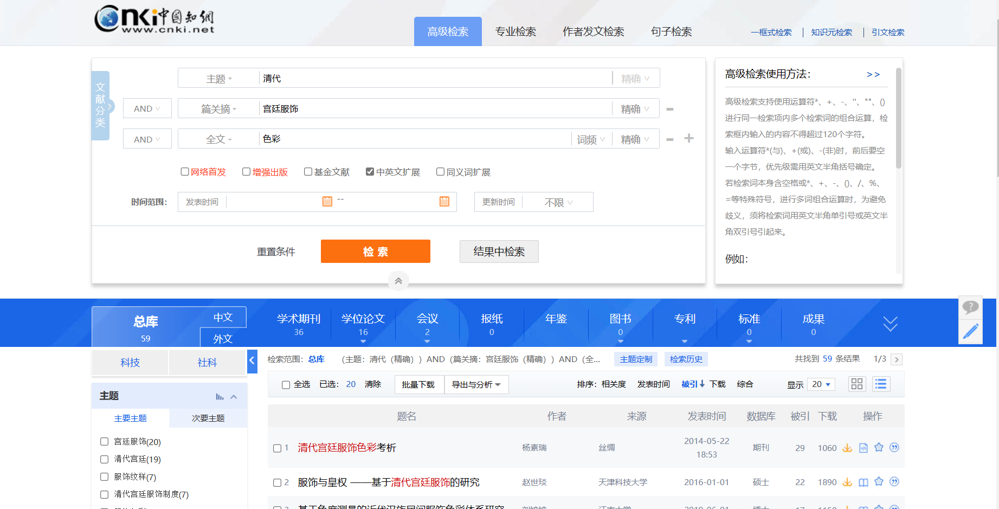 Cnki中国知網
www.cnki.net
高级检索 专业检索 作者发文检索 句子检索 一框式检索 知识元检索 引文检索
文献分类
主题 清代 精确
AND 篇关摘 宫廷服饰 精确
AND 全文 色彩 词频 精确
网络首发 增强出版 基金文献 中英文扩展 同义词扩展
时间范围： 发表时间 -- 更新时间 不限
重置条件 检索 结果中检索
高级检索使用方法： >>
高级检索支持使用运算符*、+、-、''、""、()
进行同一检索项内多个检索词的组合运算，检
索框内输入的内容不得超过120个字符。
输入运算符*(与)、+(或)、-(非)时，前后要空
一个字节，优先级需用英文半角括号确定。
若检索词本身含空格或*、+、-、()、/、%、
=等特殊符号，进行多词组合运算时，为避免
歧义，须将检索词用英文半角单引号或英文半
角双引号引起来。
例如：
总库 59 中文 外文
学术期刊 36
学位论文 16
会议 2
报纸 0
年鉴
图书 0
专利
标准 0
成果 0
科技 社科
检索范围：总库 （主题：清代（精确））AND（篇关摘：宫廷服饰（精确））AND（全... 主题定制 检索历史 共找到 59 条结果 1/3
全选 已选：20 清除 批量下载 导出与分析 排序：相关度 发表时间 被引 下载 综合 显示 20
主题
主要主题 次要主题
宫廷服饰(20)
清代宫廷(19)
服饰纹样(7)
清代宫廷服饰制度(7)
题名 作者 来源 发表时间 数据库 被引 下载 操作
1 清代宫廷服饰色彩考析 杨素瑞 丝绸 2014-05-22 18:53 期刊 29 1060
2 服饰与皇权 ——基于清代宫廷服饰的研究 赵世琰 天津科技大学 2016-01-01 硕士 22 1890